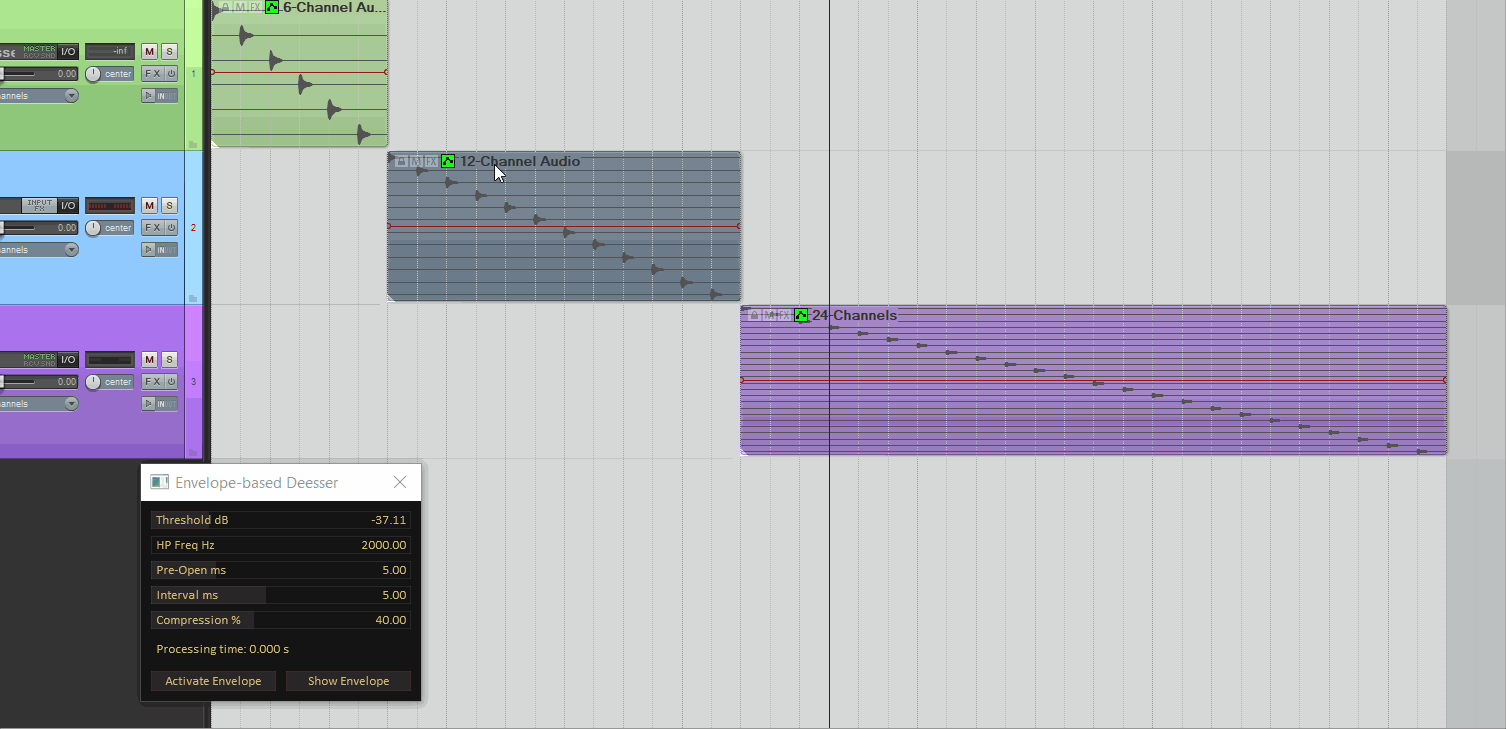 M FX 6-Channel Au...
MASTER
RCV SND I/O -inf M S
0.00 center FX
annels IN
1
M FX 12-Channel Audio
INPUT
FX I/O M S
0.00 center FX
annels IN
2
M FX 24-Channels
MASTER
RCV SND I/O M S
0.00 center FX
annels IN
3
Envelope-based Deesser
Threshold dB -37.11
HP Freq Hz 2000.00
Pre-Open ms 5.00
Interval ms 5.00
Compression % 40.00
Processing time: 0.000 s
Activate Envelope Show Envelope